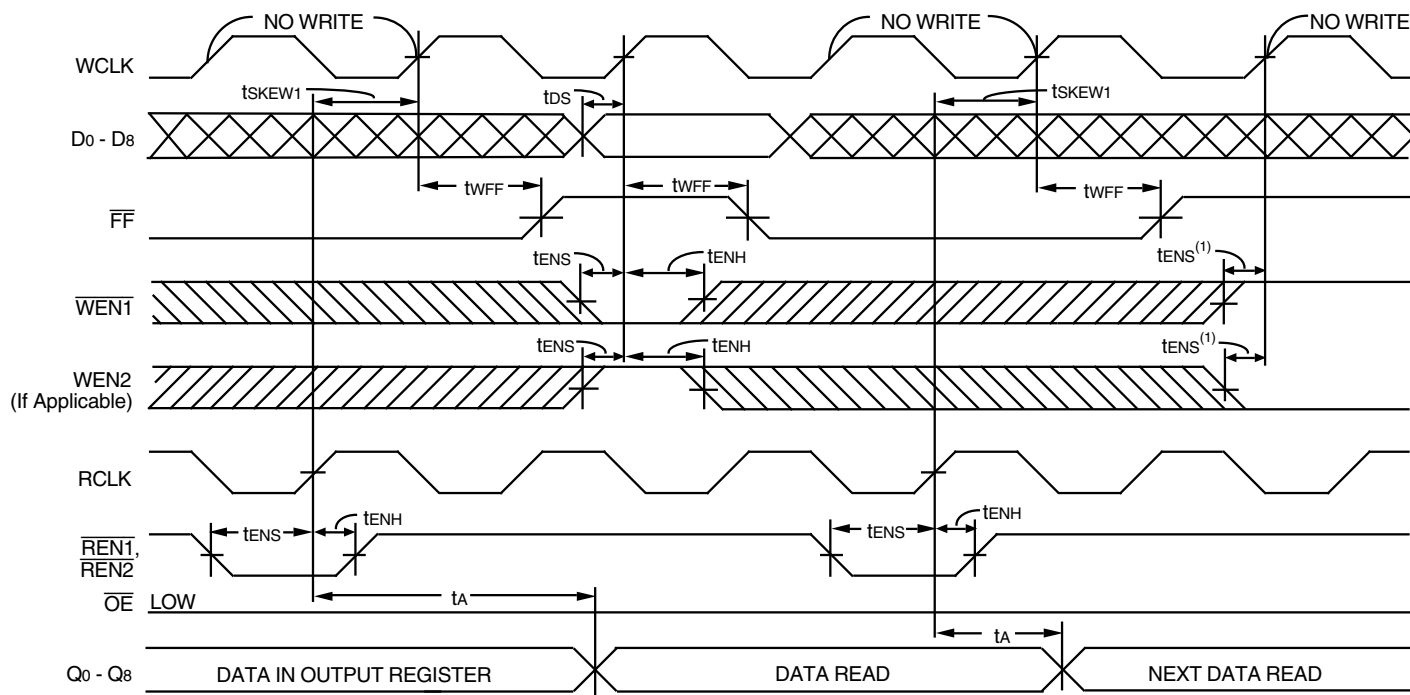 NO WRITE NO WRITE NO WRITE
WCLK
tSKEW1 tDS tSKEW1
D0 - D8
tWFF tWFF tWFF
FF
tENS tENH tENS(1)
WEN1
tENS tENH tENS(1)
WEN2
(If Applicable)
RCLK
tENS tENH tENS tENH
REN1,
REN2
tA
OE LOW
tA
Q0 - Q8 DATA IN OUTPUT REGISTER DATA READ NEXT DATA READ